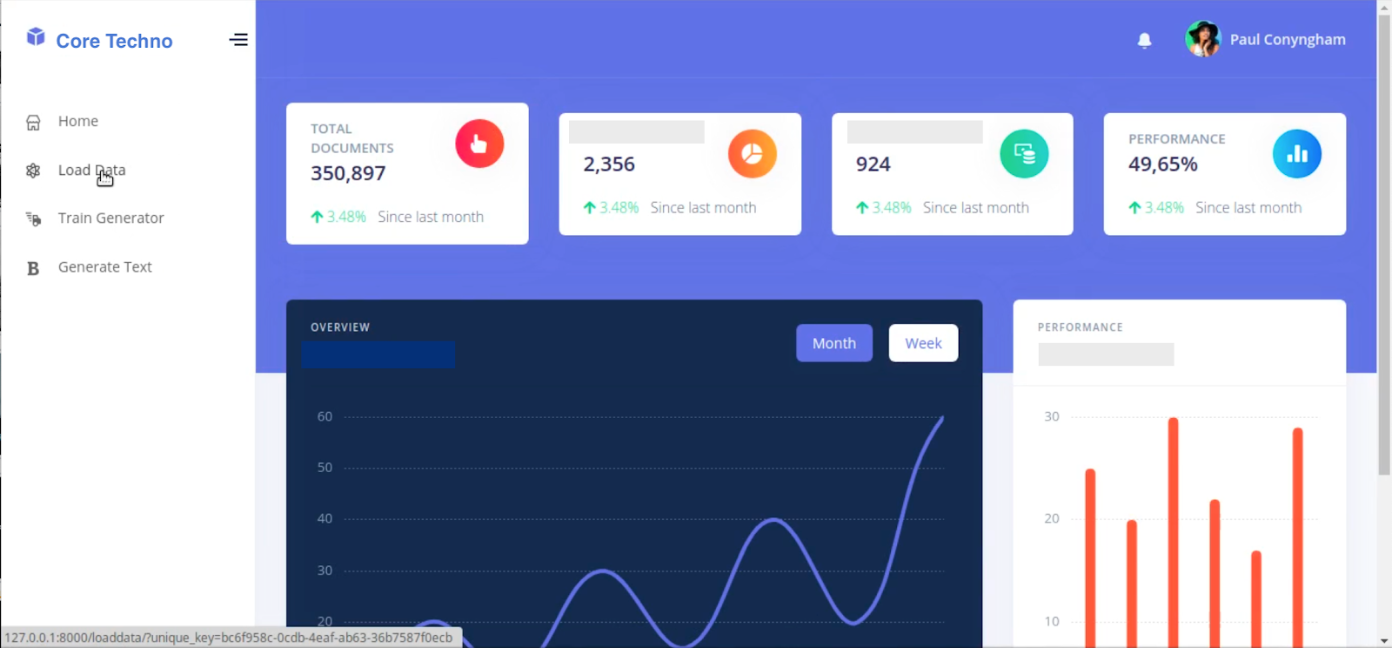 Core Techno
Paul Conyngham
Home
Load Data
Train Generator
B Generate Text
TOTAL
DOCUMENTS
350,897
3.48% Since last month
2,356
3.48% Since last month
924
3.48% Since last month
PERFORMANCE
49,65%
3.48% Since last month
OVERVIEW
Month Week
60
50
40
30
20
PERFORMANCE
30
20
10
127.0.0.1:8000/loaddata/?unique_key=bc6f958c-0cdb-4eaf-ab63-36b7587f0ecb